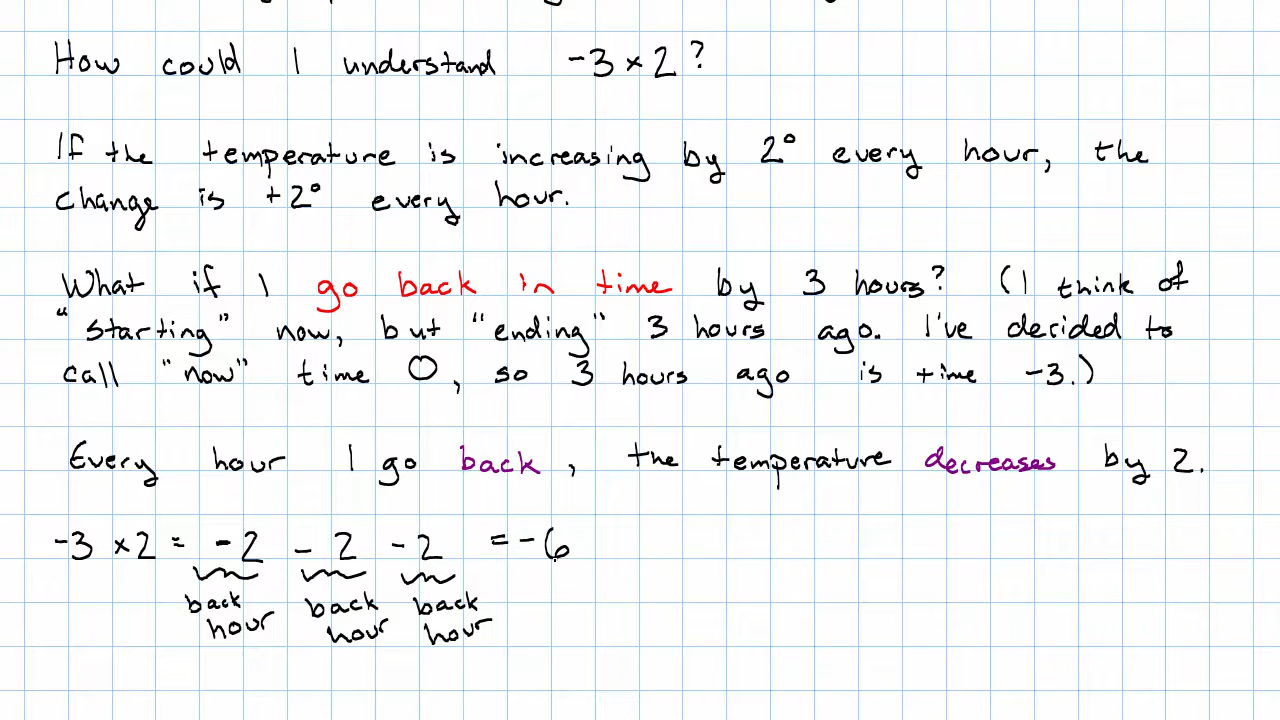 How could I understand -3 × 2?
If the temperature is increasing by 2° every hour, the
change is +2° every hour.
What if I go back in time by 3 hours? (I think of
"starting" now, but "ending" 3 hours ago. I've decided to
call "now" time 0, so 3 hours ago is time -3.)
Every hour I go back, the temperature decreases by 2.
-3 × 2 = -2 - 2 - 2 = -6
back back back
hour hour hour